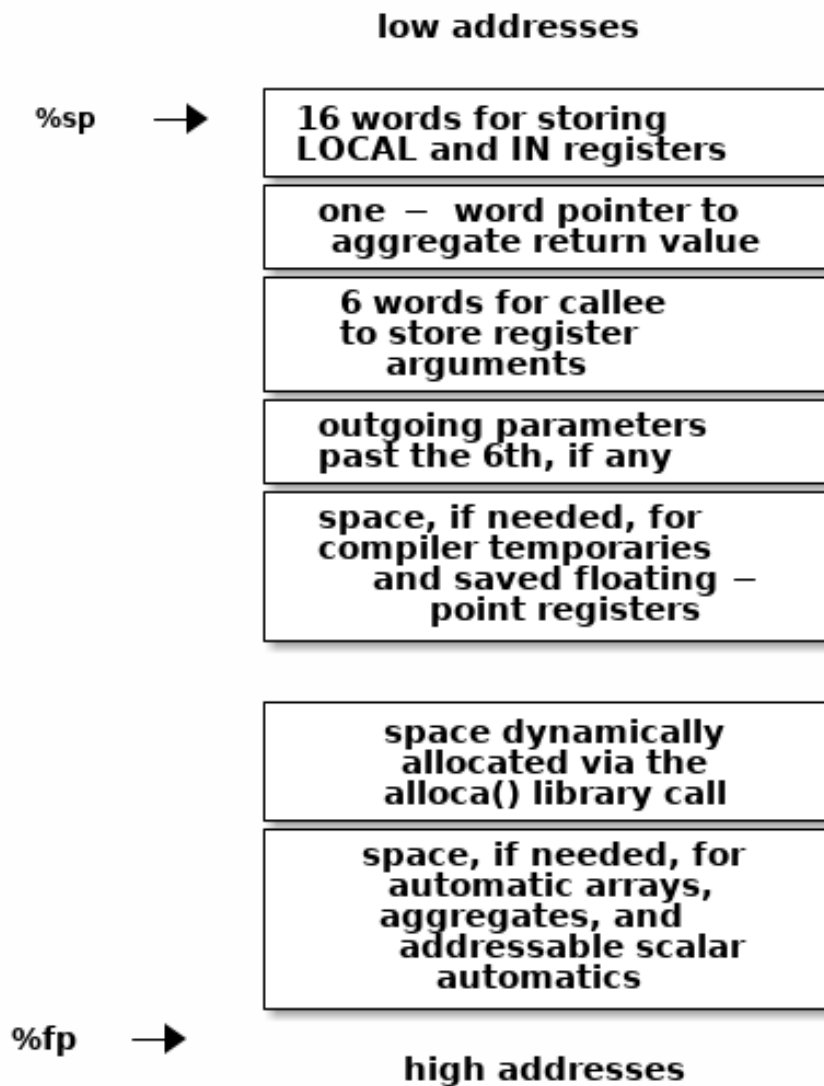 low addresses
%sp
16 words for storing
LOCAL and IN registers
one – word pointer to
aggregate return value
6 words for callee
to store register
arguments
outgoing parameters
past the 6th, if any
space, if needed, for
compiler temporaries
and saved floating –
point registers
space dynamically
allocated via the
alloca() library call
space, if needed, for
automatic arrays,
aggregates, and
addressable scalar
automatics
%fp
high addresses